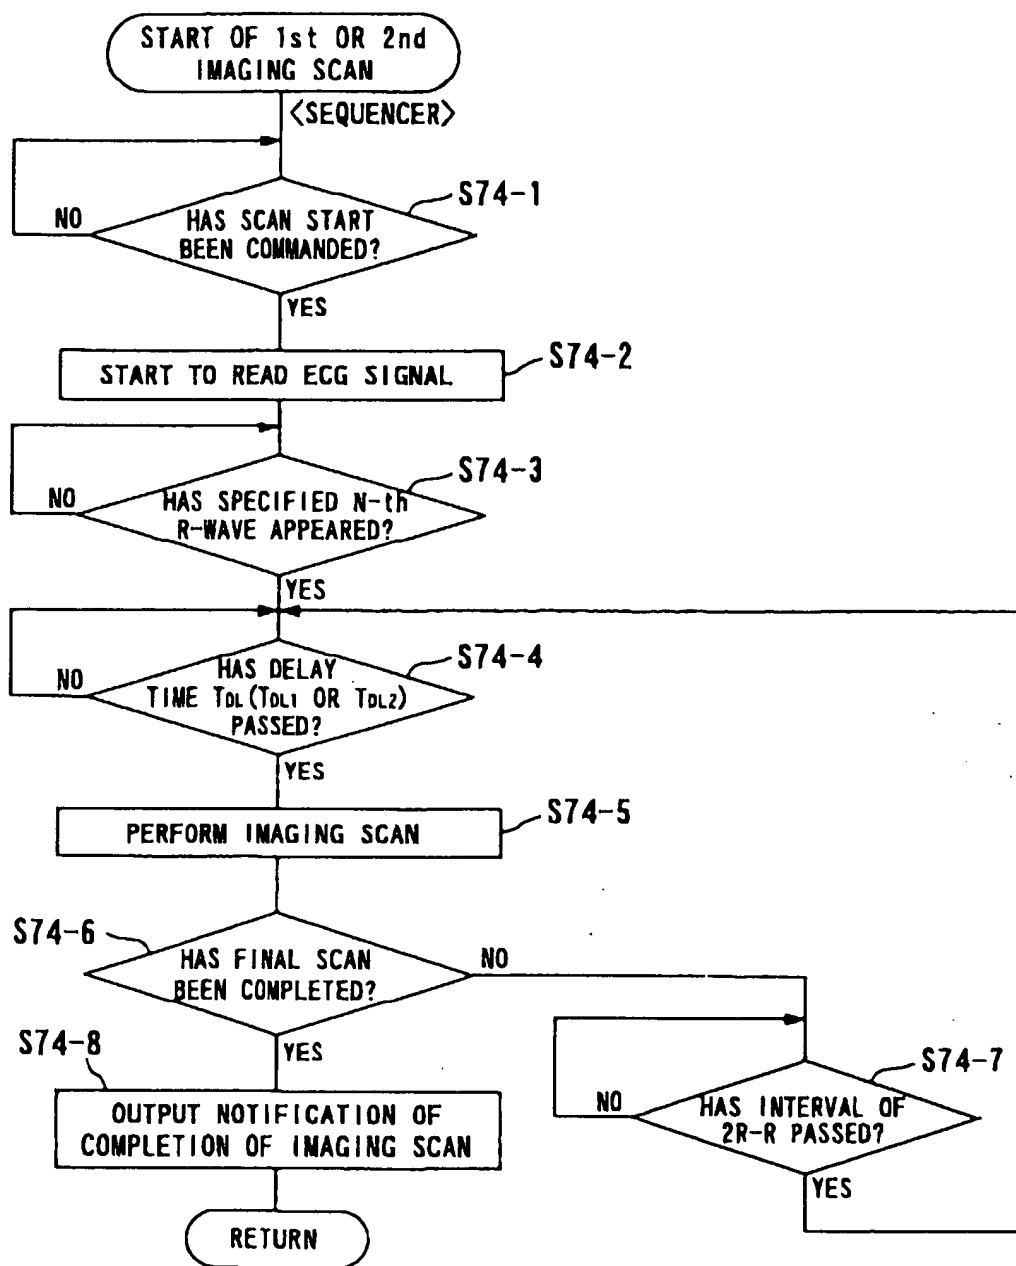 START OF 1st OR 2nd
IMAGING SCAN
<SEQUENCER>
S74-1
NO
HAS SCAN START
BEEN COMMANDED?
YES
S74-2
START TO READ ECG SIGNAL
S74-3
NO
HAS SPECIFIED N-th
R-WAVE APPEARED?
YES
S74-4
NO
HAS DELAY
TIME TDL(TDL1 OR TDL2)
PASSED?
YES
S74-5
PERFORM IMAGING SCAN
S74-6
HAS FINAL SCAN
BEEN COMPLETED?
NO
YES
S74-7
NO
HAS INTERVAL OF
2R-R PASSED?
YES
S74-8
OUTPUT NOTIFICATION OF
COMPLETION OF IMAGING SCAN
RETURN